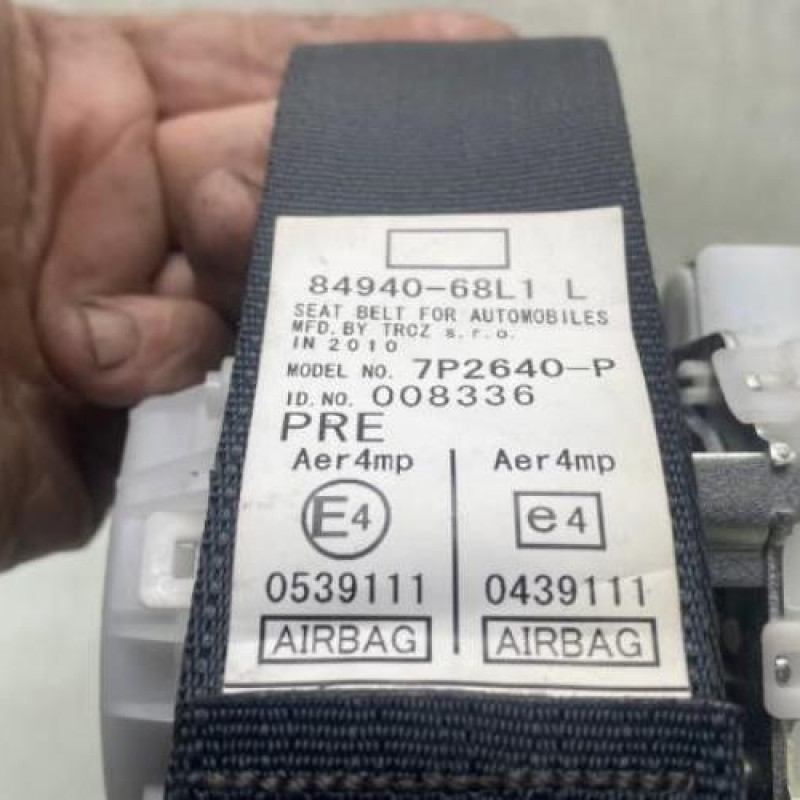 84940-68L1 L
SEAT BELT FOR AUTOMOBILES
MFD. BY TRCZ s.r.o.
IN 2010
MODEL NO. 7P2640-P
ID. NO. 008336
PRE
Aer4mp Aer4mp
E4 e4
0539111 0439111
AIRBAG AIRBAG